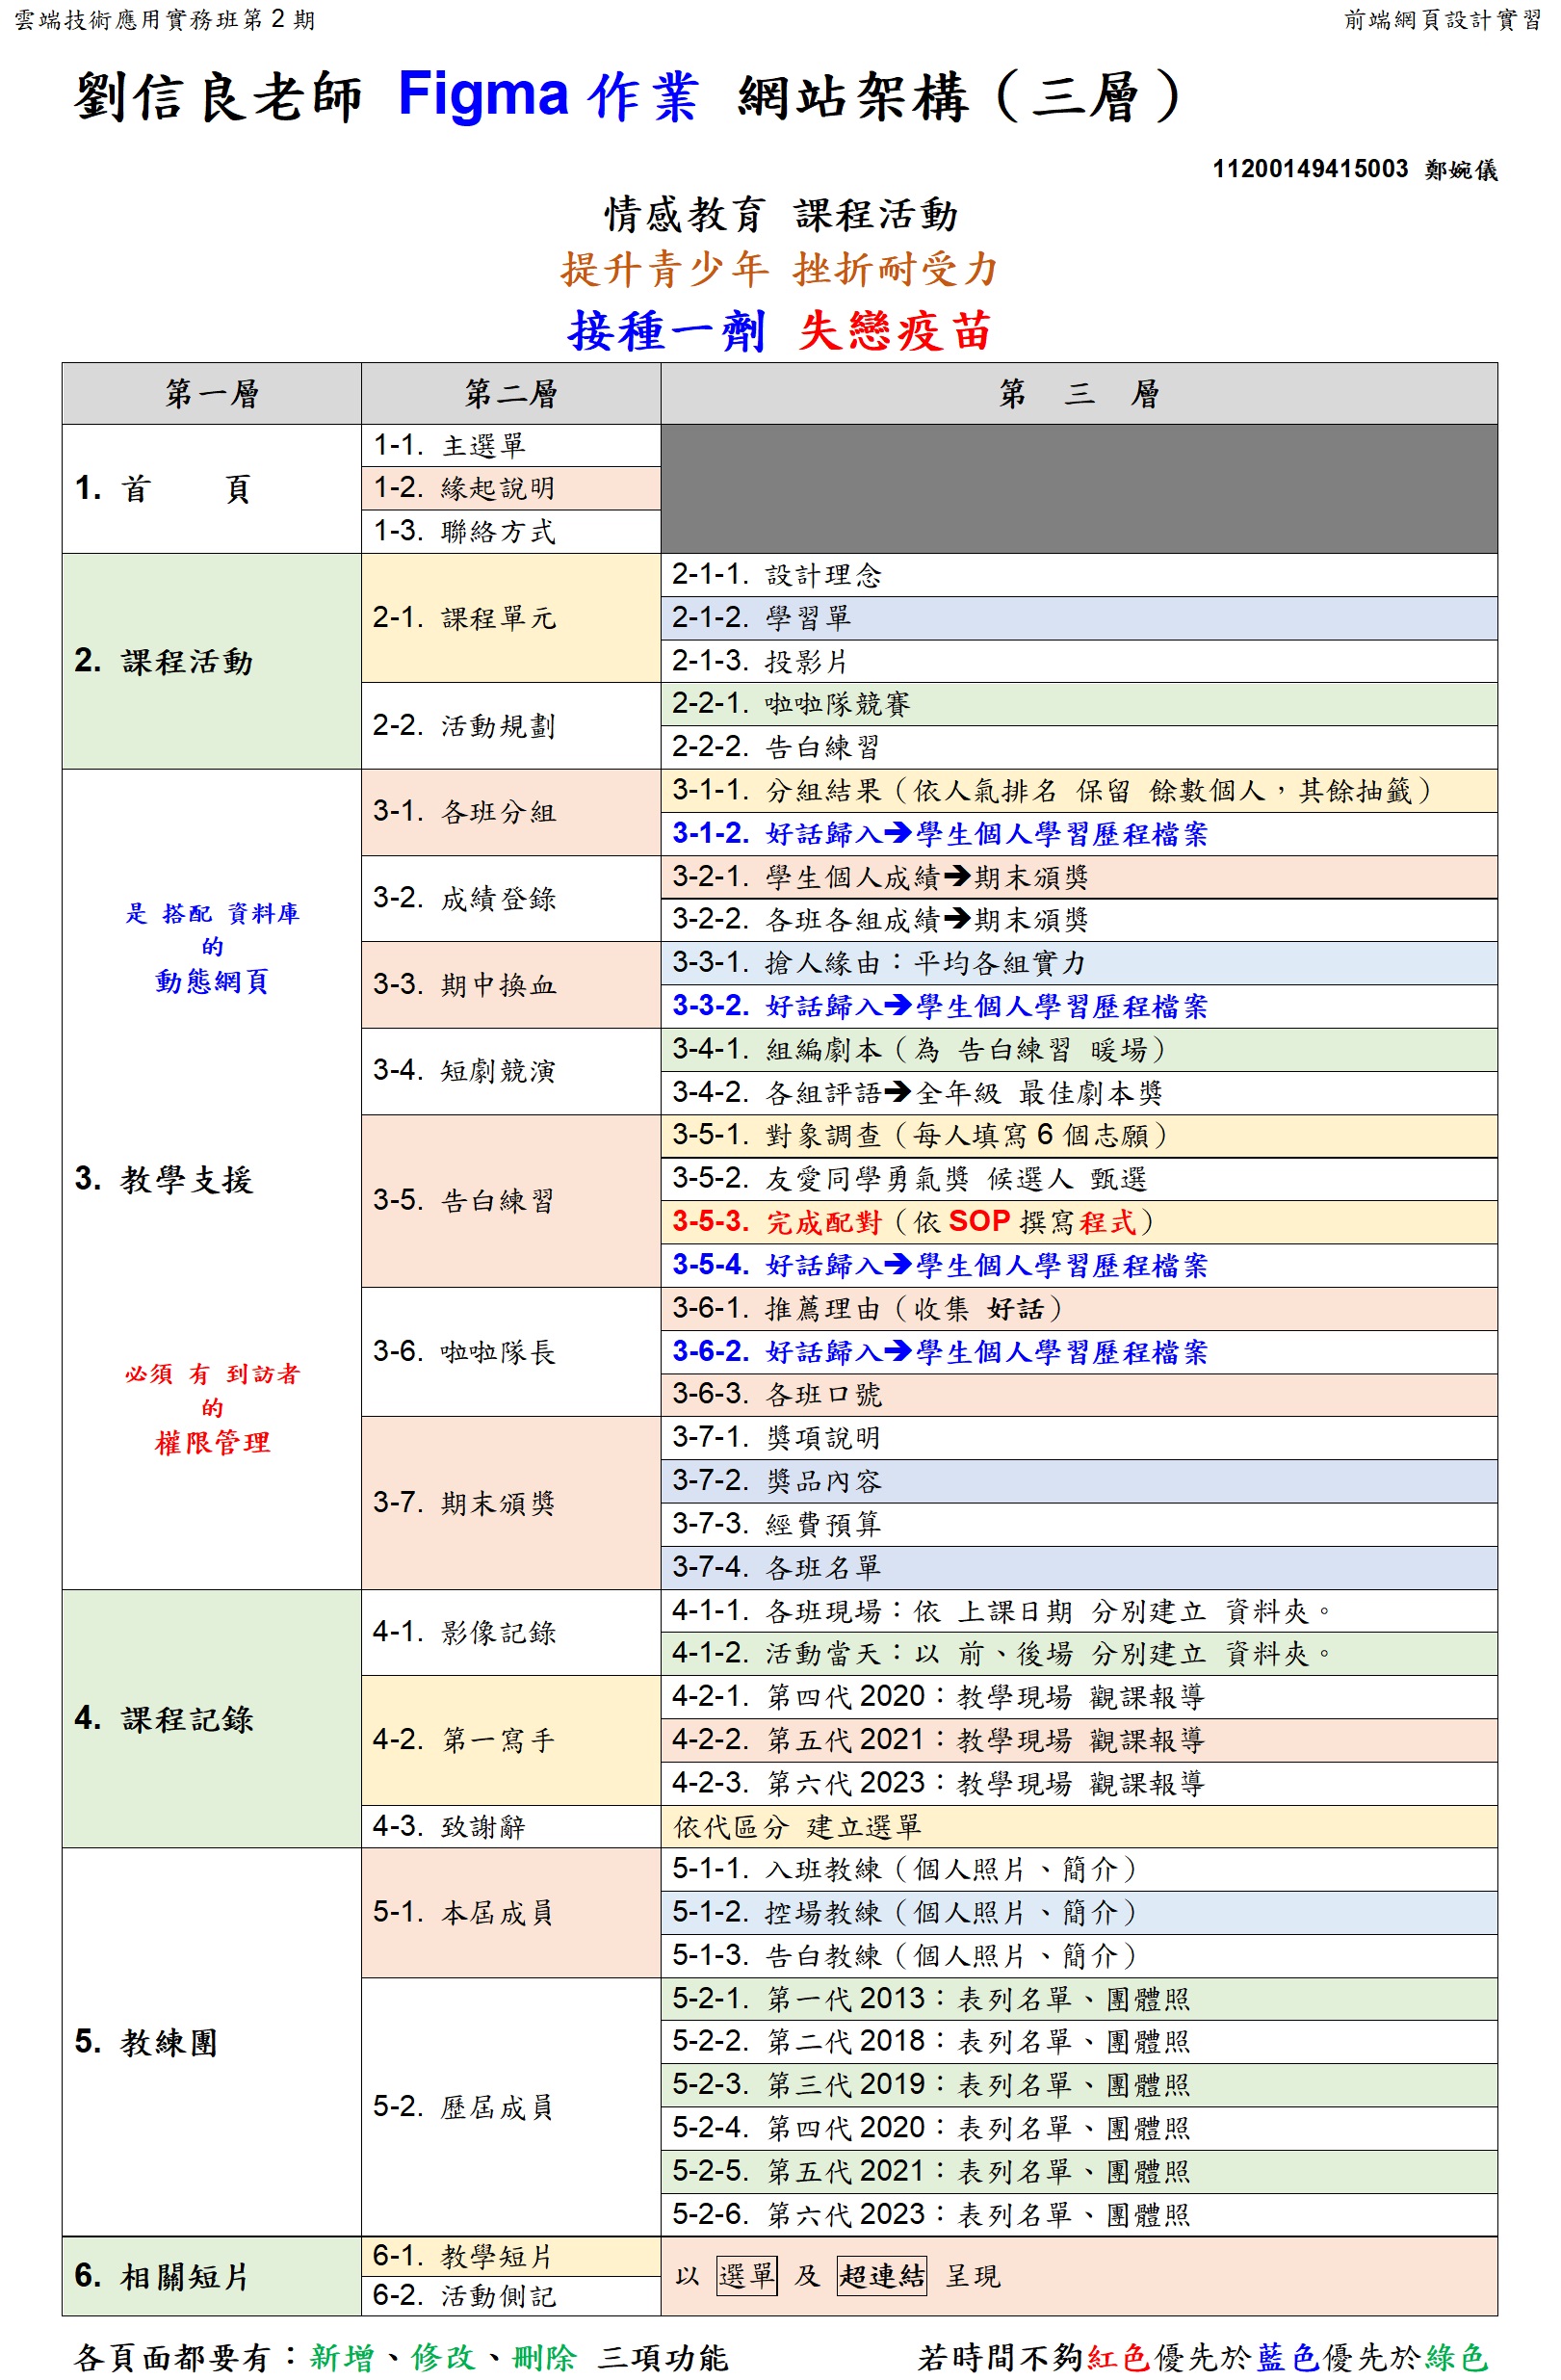 雲端技術應用實務班第 2 期
前端網頁設計實習
劉信良老師 Figma 作業 網站架構（三層）
11200149415003 鄭婉儀
情感教育 課程活動
提升青少年 挫折耐受力
接種一劑 失戀疫苗
第一層 第二層 第 三 層
1. 首 頁
1-1. 主選單
1-2. 緣起說明
1-3. 聯絡方式
2. 課程活動
2-1. 課程單元
2-1-1. 設計理念
2-1-2. 學習單
2-1-3. 投影片
2-2. 活動規劃
2-2-1. 啦啦隊競賽
2-2-2. 告白練習
是 搭配 資料庫
的
動態網頁
3. 教學支援
必須 有 到訪者
的
權限管理
3-1. 各班分組
3-1-1. 分組結果（依人氣排名 保留 餘數個人，其餘抽籤）
3-1-2. 好話歸入➔學生個人學習歷程檔案
3-2. 成績登錄
3-2-1. 學生個人成績➔期末頒獎
3-2-2. 各班各組成績➔期末頒獎
3-3. 期中換血
3-3-1. 搶人緣由：平均各組實力
3-3-2. 好話歸入➔學生個人學習歷程檔案
3-4. 短劇競演
3-4-1. 組編劇本（為 告白練習 暖場）
3-4-2. 各組評語➔全年級 最佳劇本獎
3-5. 告白練習
3-5-1. 對象調查（每人填寫 6 個志願）
3-5-2. 友愛同學勇氣獎 候選人 甄選
3-5-3. 完成配對（依 SOP 撰寫程式）
3-5-4. 好話歸入➔學生個人學習歷程檔案
3-6. 啦啦隊長
3-6-1. 推薦理由（收集 好話）
3-6-2. 好話歸入➔學生個人學習歷程檔案
3-6-3. 各班口號
3-7. 期末頒獎
3-7-1. 獎項說明
3-7-2. 獎品內容
3-7-3. 經費預算
3-7-4. 各班名單
4. 課程記錄
4-1. 影像記錄
4-1-1. 各班現場：依 上課日期 分別建立 資料夾。
4-1-2. 活動當天：以 前、後場 分別建立 資料夾。
4-2. 第一寫手
4-2-1. 第四代 2020：教學現場 觀課報導
4-2-2. 第五代 2021：教學現場 觀課報導
4-2-3. 第六代 2023：教學現場 觀課報導
4-3. 致謝辭
依代區分 建立選單
5. 教練團
5-1. 本屆成員
5-1-1. 入班教練（個人照片、簡介）
5-1-2. 控場教練（個人照片、簡介）
5-1-3. 告白教練（個人照片、簡介）
5-2. 歷屆成員
5-2-1. 第一代 2013：表列名單、團體照
5-2-2. 第二代 2018：表列名單、團體照
5-2-3. 第三代 2019：表列名單、團體照
5-2-4. 第四代 2020：表列名單、團體照
5-2-5. 第五代 2021：表列名單、團體照
5-2-6. 第六代 2023：表列名單、團體照
6. 相關短片
6-1. 教學短片
6-2. 活動側記
以 選單 及 超連結 呈現
各頁面都要有：新增、修改、刪除 三項功能
若時間不夠紅色優先於藍色優先於綠色